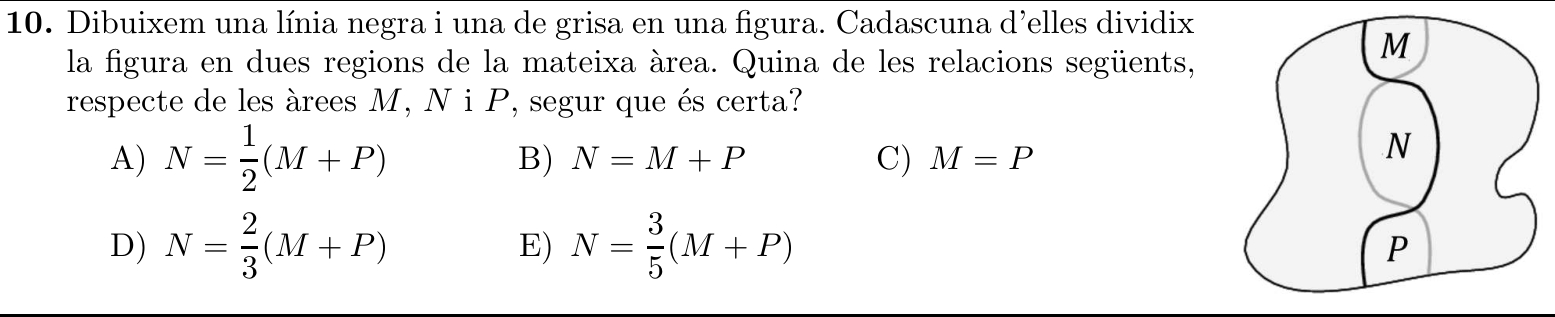 10. Dibuixem una línia negra i una de grisa en una figura. Cadascuna d'elles dividix
la figura en dues regions de la mateixa àrea. Quina de les relacions següents,
respecte de les àrees M, N i P, segur que és certa?
A) N = 1/2(M + P) B) N = M + P C) M = P
D) N = 2/3(M + P) E) N = 3/5(M + P)
M
N
P